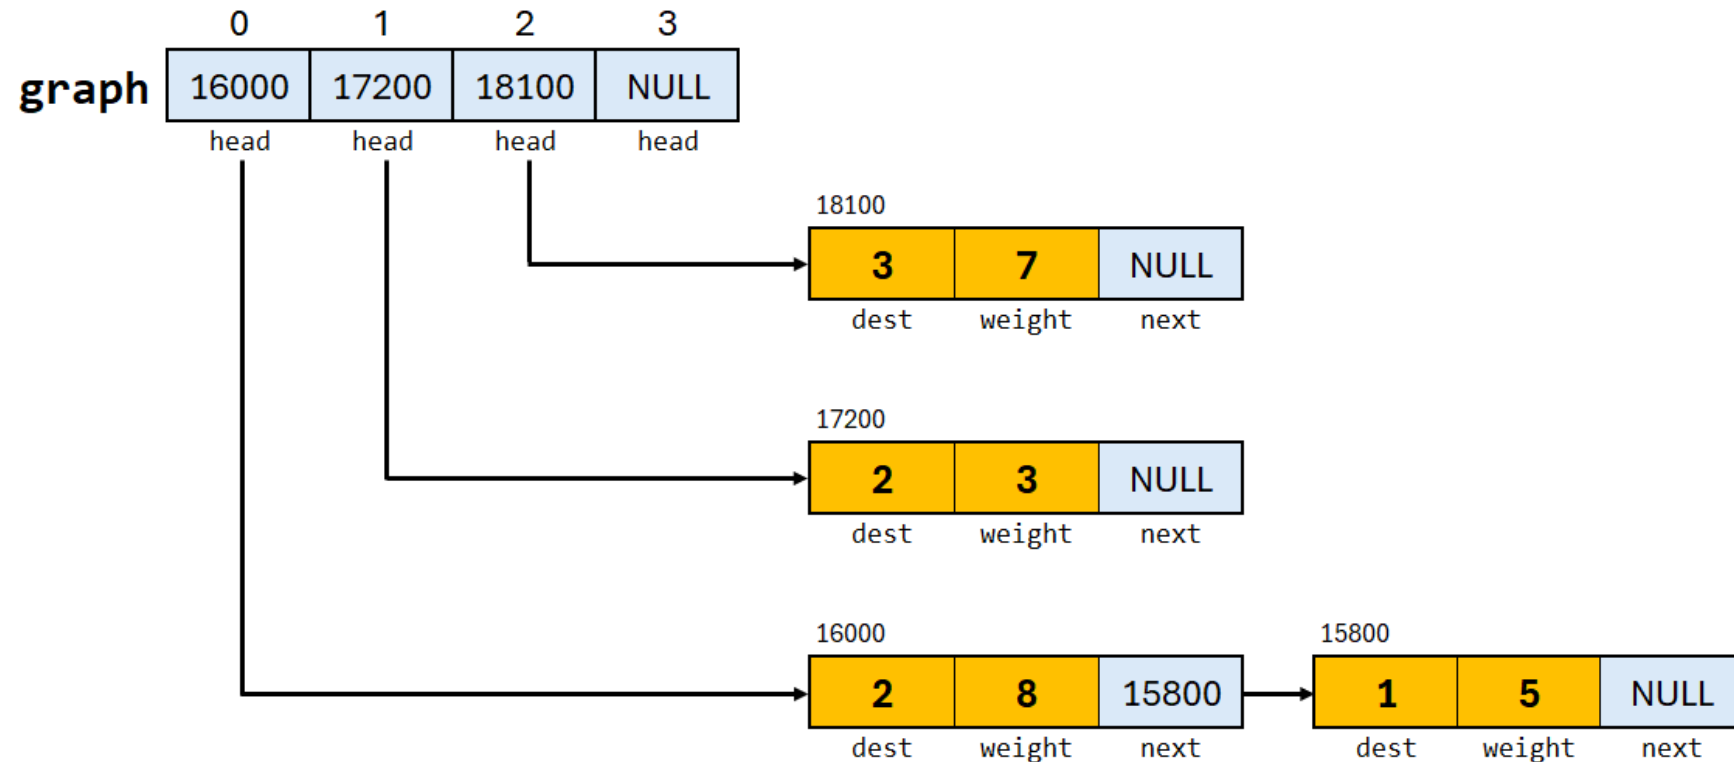 0 1 2 3
graph 16000 17200 18100 NULL
head head head head
18100
3 7 NULL
dest weight next
17200
2 3 NULL
dest weight next
16000 15800
2 8 15800 1 5 NULL
dest weight next dest weight next